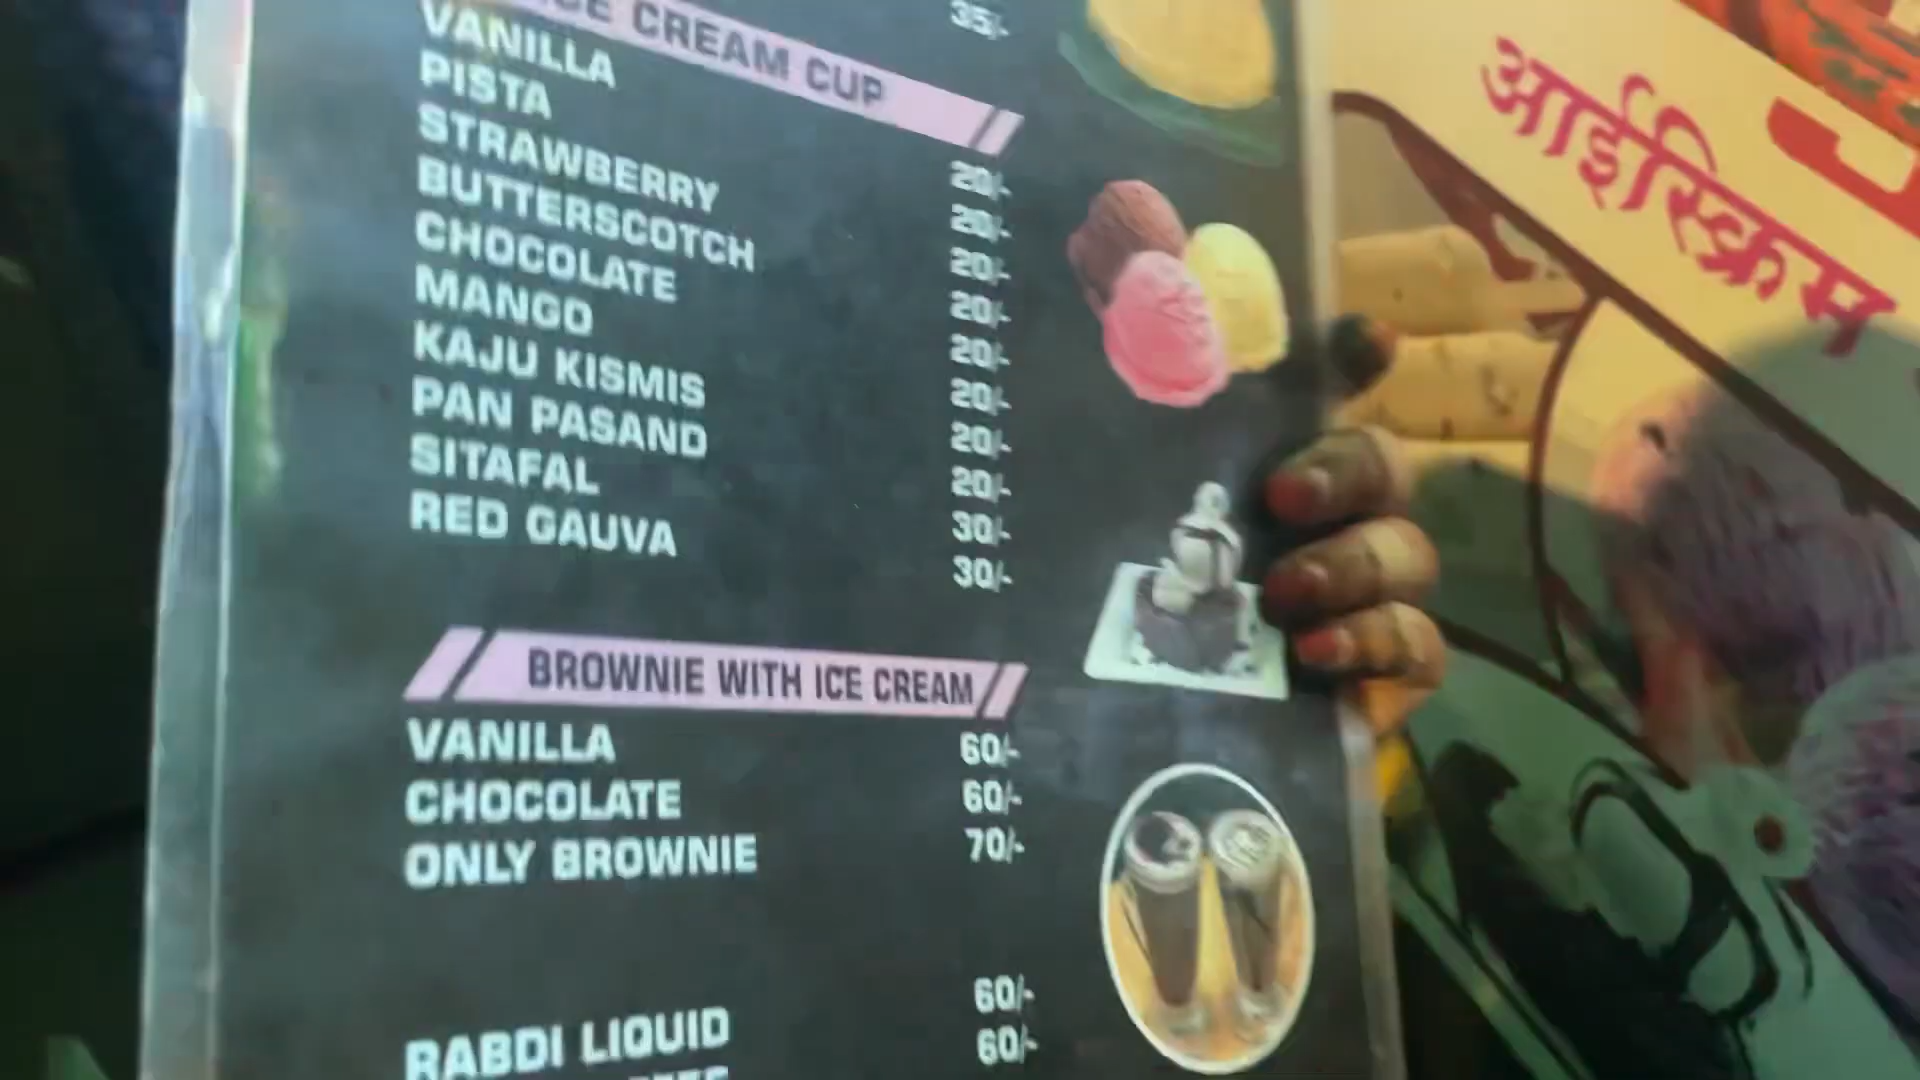 35/-
ICE CREAM CUP
VANILLA 20/-
PISTA 20/-
STRAWBERRY 20/-
BUTTERSCOTCH 20/-
CHOCOLATE 20/-
MANGO 20/-
KAJU KISMIS 20/-
PAN PASAND 20/-
SITAFAL 30/-
RED GAUVA 30/-
BROWNIE WITH ICE CREAM
VANILLA 60/-
CHOCOLATE 60/-
ONLY BROWNIE 70/-
60/-
RABDI LIQUID 60/-
आईस्क्रिम